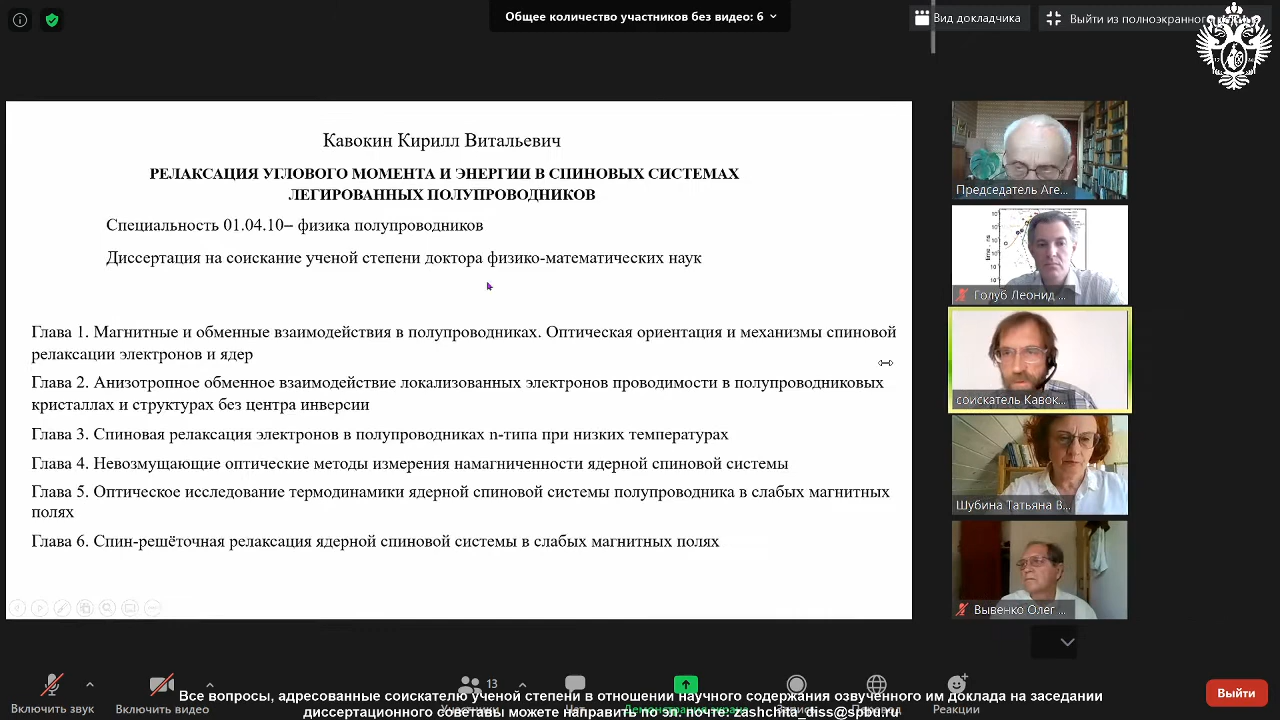 Общее количество участников без видео: 6
Вид докладчика
Выйти из полноэкранного
Кавокин Кирилл Витальевич
РЕЛАКСАЦИЯ УГЛОВОГО МОМЕНТА И ЭНЕРГИИ В СПИНОВЫХ СИСТЕМАХ
ЛЕГИРОВАННЫХ ПОЛУПРОВОДНИКОВ
Специальность 01.04.10– физика полупроводников
Диссертация на соискание ученой степени доктора физико-математических наук
Глава 1. Магнитные и обменные взаимодействия в полупроводниках. Оптическая ориентация и механизмы спиновой
релаксации электронов и ядер
Глава 2. Анизотропное обменное взаимодействие локализованных электронов проводимости в полупроводниковых
кристаллах и структурах без центра инверсии
Глава 3. Спиновая релаксация электронов в полупроводниках n-типа при низких температурах
Глава 4. Невозмущающие оптические методы измерения намагниченности ядерной спиновой системы
Глава 5. Оптическое исследование термодинамики ядерной спиновой системы полупроводника в слабых магнитных
полях
Глава 6. Спин-решёточная релаксация ядерной спиновой системы в слабых магнитных полях
Председатель Аге...
Голуб Леонид ...
соискатель Кавок...
Шубина Татьяна В...
Вывенко Олег ...
13
Включить звук
Включить видео
Реакции
Выйти
Все вопросы, адресованные соискателю ученой степени в отношении научного содержания озвученного им доклада на заседании
диссертационного советавы можете направить по эл. почте: zashchita_diss@spbu.ru